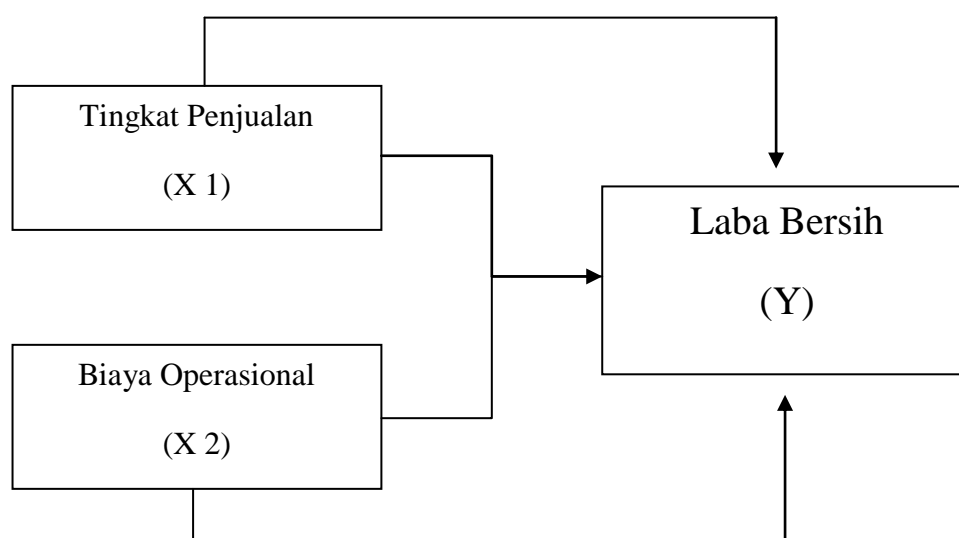 Tingkat Penjualan
(X 1)
Laba Bersih
(Y)
Biaya Operasional
(X 2)